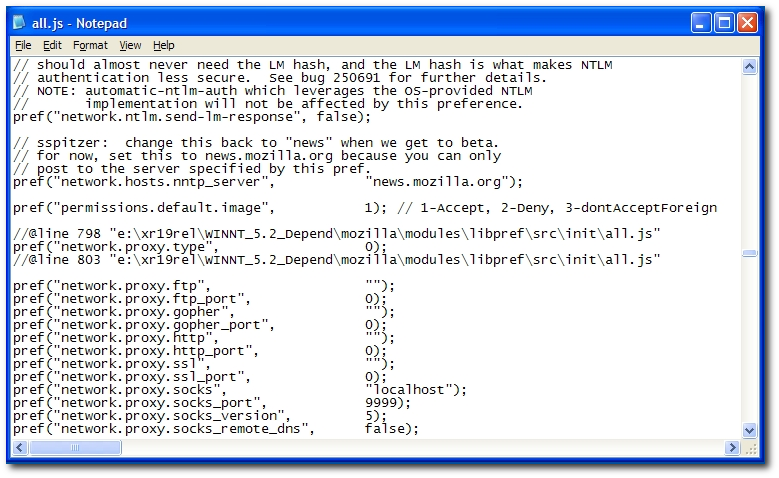 all.js - Notepad
File Edit Format View Help
// should almost never need the LM hash, and the LM hash is what makes NTLM
// authentication less secure.  See bug 250691 for further details.
// NOTE: automatic-ntlm-auth which leverages the OS-provided NTLM
//       implementation will not be affected by this preference.
pref("network.ntlm.send-lm-response", false);
// sspitzer:  change this back to "news" when we get to beta.
// for now, set this to news.mozilla.org because you can only
// post to the server specified by this pref.
pref("network.hosts.nntp_server",           "news.mozilla.org");
pref("permissions.default.image",           1); // 1-Accept, 2-Deny, 3-dontAcceptForeign
//@line 798 "e:\xr19rel\WINNT_5.2_Depend\mozilla\modules\libpref\src\init\all.js"
pref("network.proxy.type",                  0);
//@line 803 "e:\xr19rel\WINNT_5.2_Depend\mozilla\modules\libpref\src\init\all.js"
pref("network.proxy.ftp",                   "");
pref("network.proxy.ftp_port",              0);
pref("network.proxy.gopher",                "");
pref("network.proxy.gopher_port",           0);
pref("network.proxy.http",                  "");
pref("network.proxy.http_port",             0);
pref("network.proxy.ssl",                   "");
pref("network.proxy.ssl_port",              0);
pref("network.proxy.socks",                 "localhost");
pref("network.proxy.socks_port",            9999);
pref("network.proxy.socks_version",         5);
pref("network.proxy.socks_remote_dns",      false);